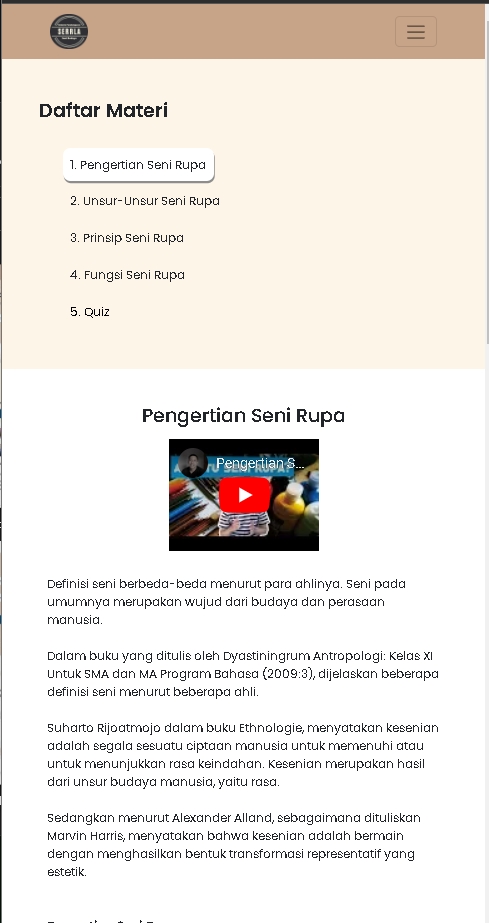 SEORLA
Daftar Materi
1. Pengertian Seni Rupa
2. Unsur-Unsur Seni Rupa
3. Prinsip Seni Rupa
4. Fungsi Seni Rupa
5. Quiz
Pengertian Seni Rupa
Pengertian S...
Definisi seni berbeda-beda menurut para ahlinya. Seni pada
umumnya merupakan wujud dari budaya dan perasaan
manusia.
Dalam buku yang ditulis oleh Dyastiningrum Antropologi: Kelas XI
Untuk SMA dan MA Program Bahasa (2009:3), dijelaskan beberapa
definisi seni menurut beberapa ahli.
Suharto Rijoatmojo dalam buku Ethnologie, menyatakan kesenian
adalah segala sesuatu ciptaan manusia untuk memenuhi atau
untuk menunjukkan rasa keindahan. Kesenian merupakan hasil
dari unsur budaya manusia, yaitu rasa.
Sedangkan menurut Alexander Alland, sebagaimana dituliskan
Marvin Harris, menyatakan bahwa kesenian adalah bermain
dengan menghasilkan bentuk transformasi representatif yang
estetik.